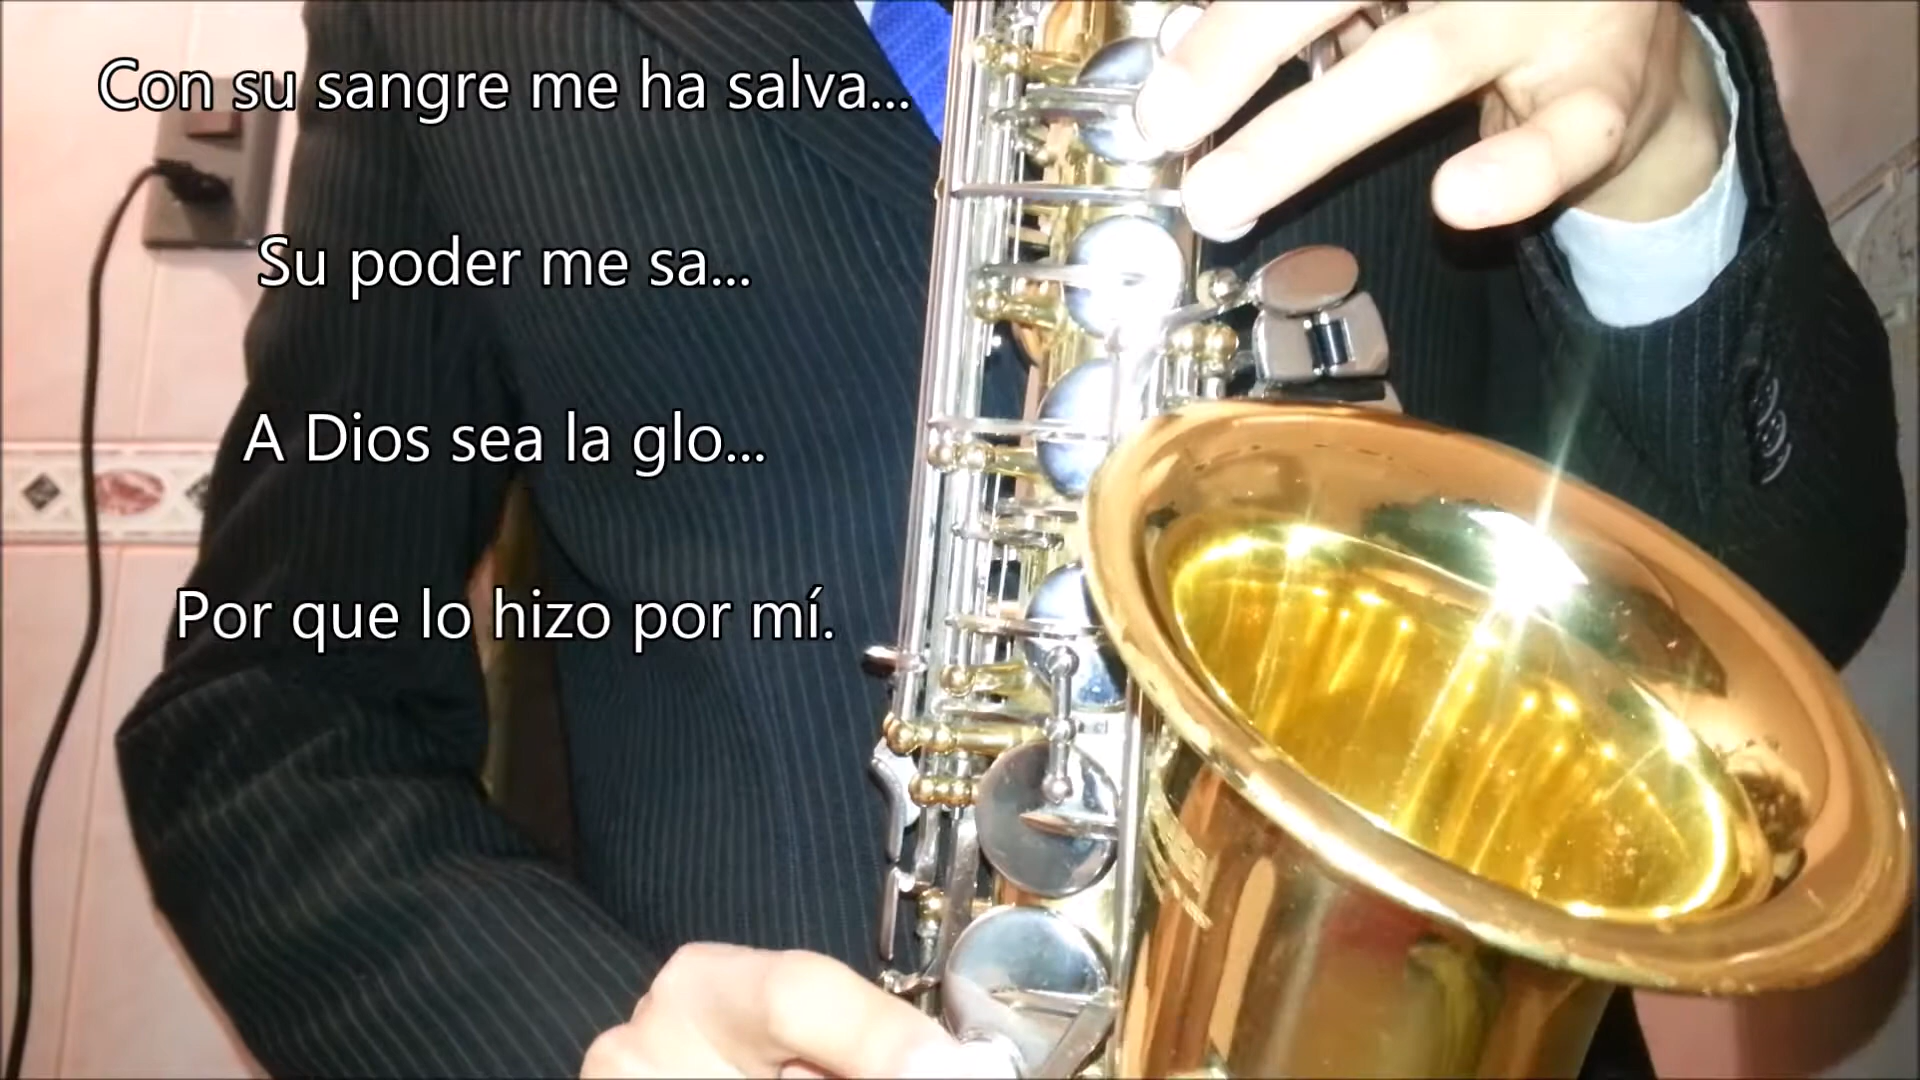 Con su sangre me ha salva...
Su poder me sa...
A Dios sea la glo...
Por que lo hizo por mí.